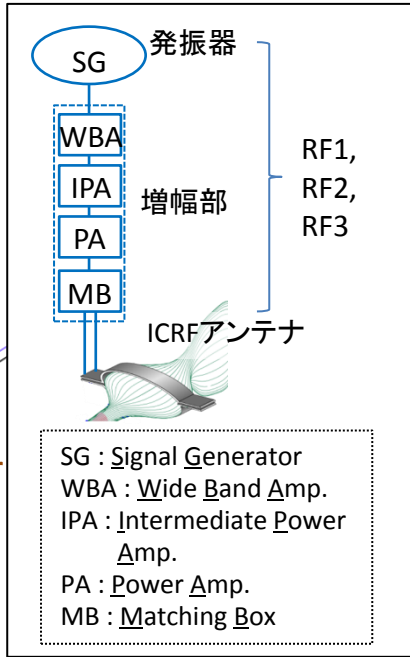 発振器
SG
WBA
IPA
増幅部
PA
MB
RF1,
RF2,
RF3
ICRFアンテナ
SG : Signal Generator
WBA : Wide Band Amp.
IPA : Intermediate Power
Amp.
PA : Power Amp.
MB : Matching Box